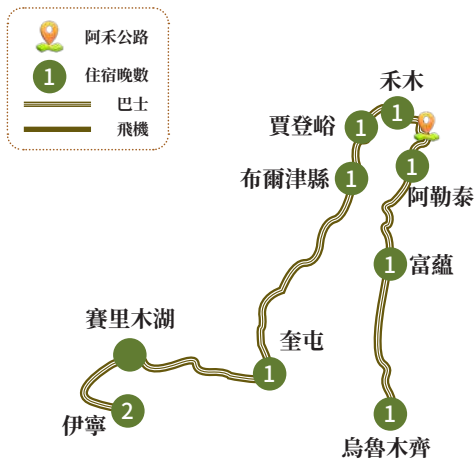 阿禾公路
1 住宿晚數
巴士
飛機
禾木
1
賈登峪 1
布爾津縣 1
1
阿勒泰
1 富蘊
賽里木湖
奎屯
1
2
伊寧
1
烏魯木齊